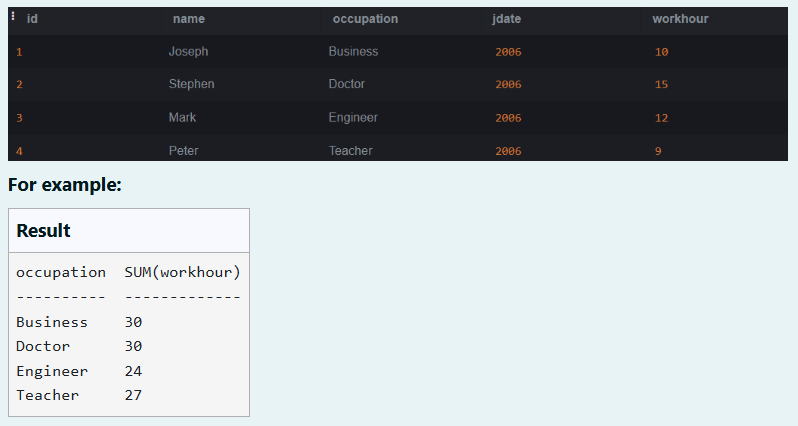 id name occupation jdate workhour
1 Joseph Business 2006 10
2 Stephen Doctor 2006 15
3 Mark Engineer 2006 12
4 Peter Teacher 2006 9
For example:
Result
occupation SUM(workhour)
---------- -------------
Business 30
Doctor 30
Engineer 24
Teacher 27